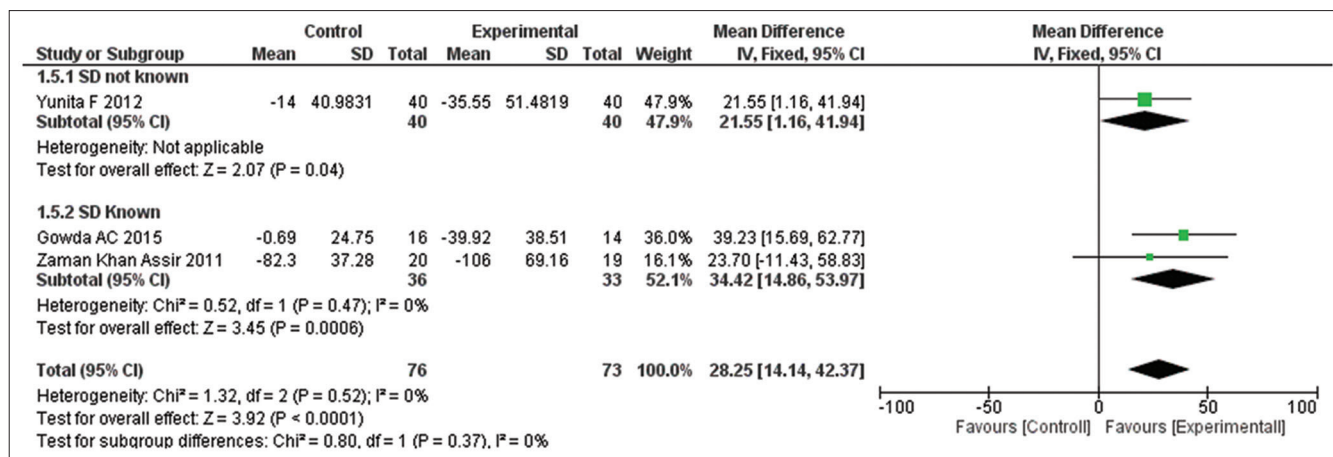 Control Experimental Mean Difference Mean Difference
Study or Subgroup Mean SD Total Mean SD Total Weight IV, Fixed, 95% CI IV, Fixed, 95% CI
1.5.1 SD not known
Yunita F 2012 -14 40.9831 40 -35.55 51.4819 40 47.9% 21.55 [1.16, 41.94]
Subtotal (95% CI) 40 40 47.9% 21.55 [1.16, 41.94]
Heterogeneity: Not applicable
Test for overall effect: Z = 2.07 (P = 0.04)
1.5.2 SD Known
Gowda AC 2015 -0.69 24.75 16 -39.92 38.51 14 36.0% 39.23 [15.69, 62.77]
Zaman Khan Assir 2011 -82.3 37.28 20 -106 69.16 19 16.1% 23.70 [-11.43, 58.83]
Subtotal (95% CI) 36 33 52.1% 34.42 [14.86, 53.97]
Heterogeneity: Chi² = 0.52, df = 1 (P = 0.47); I² = 0%
Test for overall effect: Z = 3.45 (P = 0.0006)
Total (95% CI) 76 73 100.0% 28.25 [14.14, 42.37]
Heterogeneity: Chi² = 1.32, df = 2 (P = 0.52); I² = 0%
Test for overall effect: Z = 3.92 (P < 0.0001)
Test for subgroup differences: Chi² = 0.80, df = 1 (P = 0.37), I² = 0%
-100 -50 0 50 100
Favours [Controll] Favours [Experimentall]